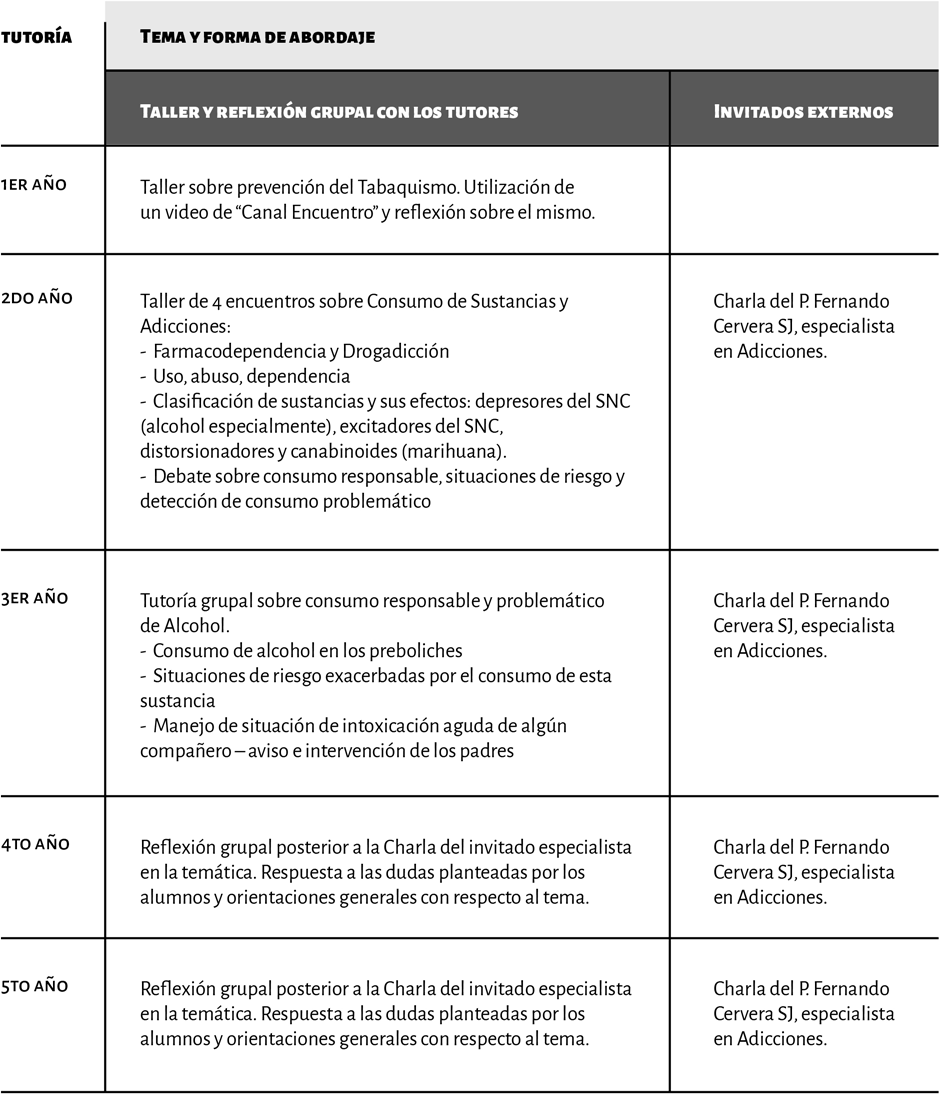 TUTORÍA
TEMA Y FORMA DE ABORDAJE
TALLER Y REFLEXIÓN GRUPAL CON LOS TUTORES
INVITADOS EXTERNOS
1ER AÑO
Taller sobre prevención del Tabaquismo. Utilización de
un video de “Canal Encuentro” y reflexión sobre el mismo.
2DO AÑO
Taller de 4 encuentros sobre Consumo de Sustancias y
Adicciones:
- Farmacodependencia y Drogadicción
- Uso, abuso, dependencia
- Clasificación de sustancias y sus efectos: depresores del SNC
(alcohol especialmente), excitadores del SNC,
distorsionadores y canabinoides (marihuana).
- Debate sobre consumo responsable, situaciones de riesgo y
detección de consumo problemático
Charla del P. Fernando
Cervera SJ, especialista
en Adicciones.
3ER AÑO
Tutoría grupal sobre consumo responsable y problemático
de Alcohol.
- Consumo de alcohol en los preboliches
- Situaciones de riesgo exacerbadas por el consumo de esta
sustancia
- Manejo de situación de intoxicación aguda de algún
compañero – aviso e intervención de los padres
Charla del P. Fernando
Cervera SJ, especialista
en Adicciones.
4TO AÑO
Reflexión grupal posterior a la Charla del invitado especialista
en la temática. Respuesta a las dudas planteadas por los
alumnos y orientaciones generales con respecto al tema.
Charla del P. Fernando
Cervera SJ, especialista
en Adicciones.
5TO AÑO
Reflexión grupal posterior a la Charla del invitado especialista
en la temática. Respuesta a las dudas planteadas por los
alumnos y orientaciones generales con respecto al tema.
Charla del P. Fernando
Cervera SJ, especialista
en Adicciones.